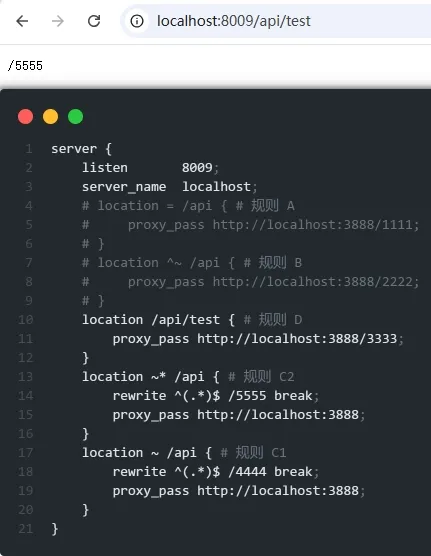 localhost:8009/api/test
/5555
1 server {
2     listen       8009;
3     server_name  localhost;
4     # location = /api { # 规则 A
5     #     proxy_pass http://localhost:3888/1111;
6     # }
7     # location ^~ /api { # 规则 B
8     #     proxy_pass http://localhost:3888/2222;
9     # }
10     location /api/test { # 规则 D
11         proxy_pass http://localhost:3888/3333;
12     }
13     location ~* /api { # 规则 C2
14         rewrite ^(.*)$ /5555 break;
15         proxy_pass http://localhost:3888;
16     }
17     location ~ /api { # 规则 C1
18         rewrite ^(.*)$ /4444 break;
19         proxy_pass http://localhost:3888;
20     }
21 }